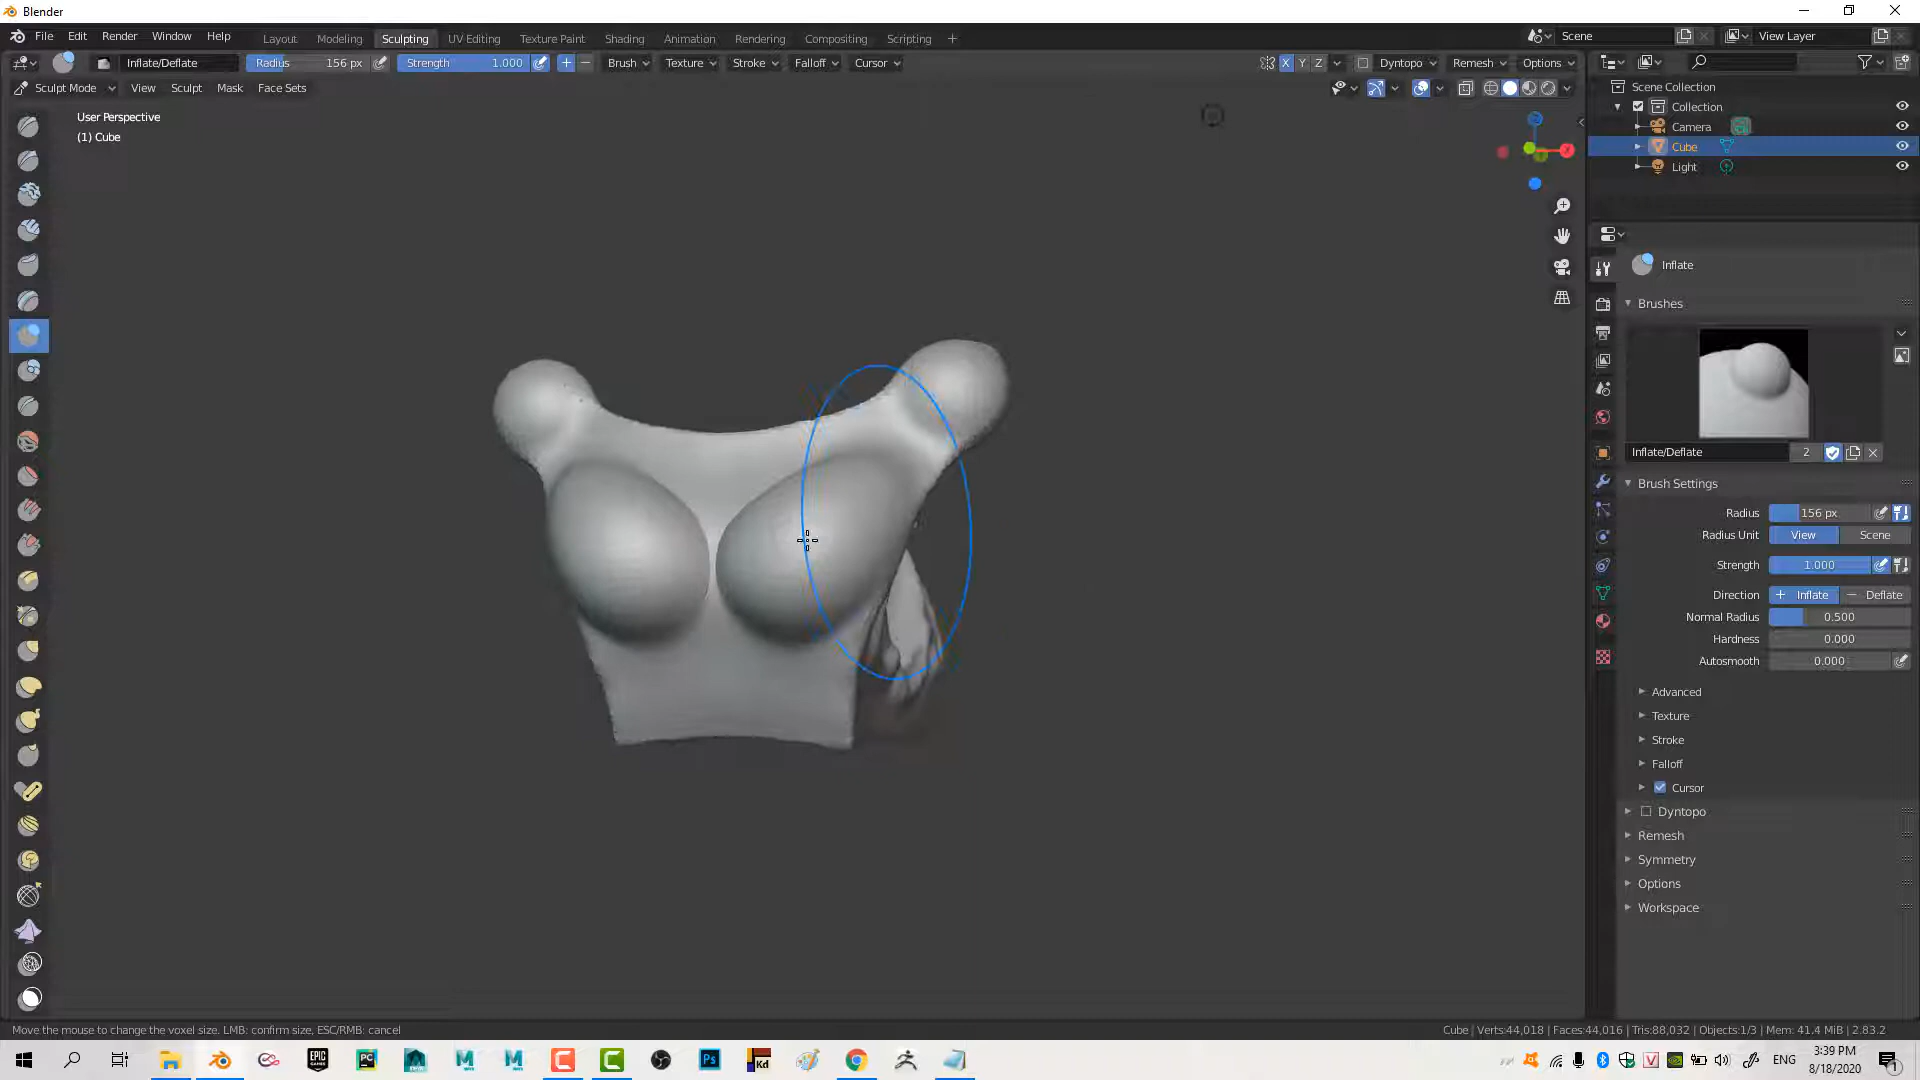 Blender
File Edit Render Window Help
Layout Modeling Sculpting UV Editing Texture Paint Shading Animation Rendering Compositing Scripting +
Scene
View Layer
Inflate/Deflate
Radius 156 px
Strength 1.000
+ −
Brush Texture Stroke Falloff Cursor
X Y Z
Dyntopo Remesh Options
Sculpt Mode View Sculpt Mask Face Sets
User Perspective
(1) Cube
Scene Collection
Collection
Camera
Cube
Light
Inflate
Brushes
Inflate/Deflate 2
Brush Settings
Radius 156 px
Radius Unit View Scene
Strength 1.000
Direction + Inflate − Deflate
Normal Radius 0.500
Hardness 0.000
Autosmooth 0.000
Advanced
Texture
Stroke
Falloff
Cursor
Dyntopo
Remesh
Symmetry
Options
Workspace
Move the mouse to change the voxel size. LMB: confirm size, ESC/RMB: cancel
Cube | Verts:44,018 | Faces:44,016 | Tris:88,032 | Objects:1/3 | Mem: 41.4 MiB | 2.83.2
EPIC GAMES
PC
M
M
C
C
Ps
Kd
V
ENG
3:39 PM
8/18/2020
1